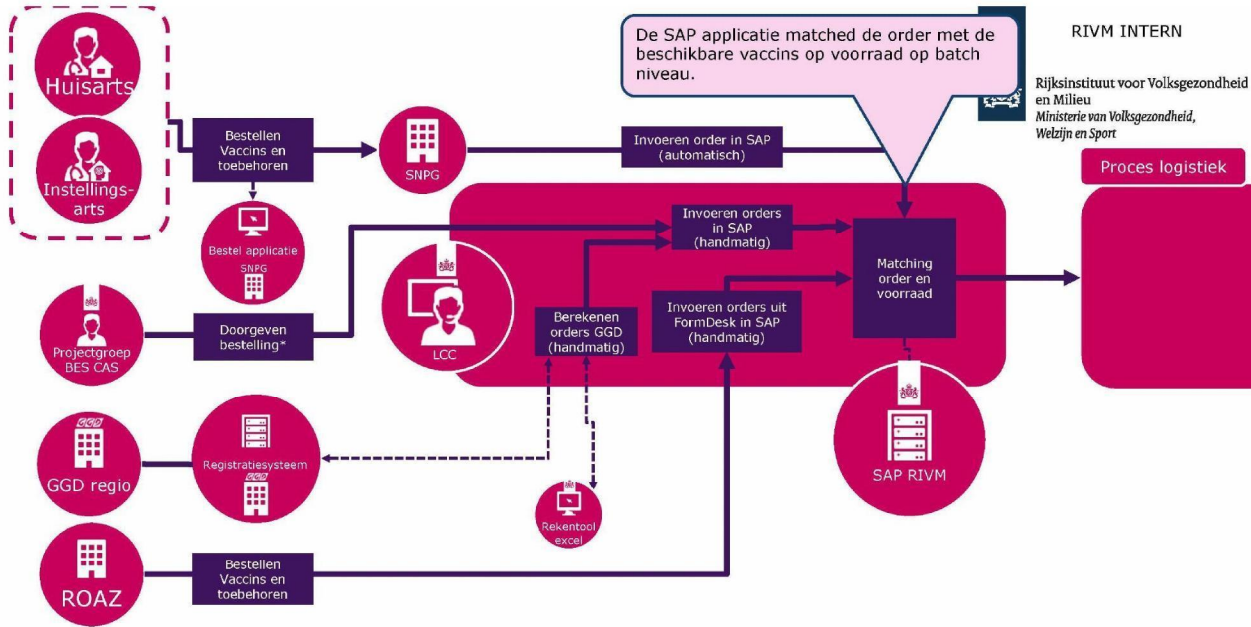 De SAP applicatie matched de order met de
beschikbare vaccins op voorraad op batch
niveau.
RIVM INTERN
Rijksinstituut voor Volksgezondheid
en Milieu
Ministerie van Volksgezondheid,
Welzijn en Sport
Huisarts
Instellings-
arts
Bestellen
Vaccins en
toebehoren
SNPG
Invoeren order in SAP
(automatisch)
Proces logistiek
Bestel applicatie
SNPG
Invoeren orders
in SAP
(handmatig)
Matching
order en
voorraad
Projectgroep
BES CAS
Doorgeven
bestelling*
LCC
Berekenen
orders GGD
(handmatig)
Invoeren orders uit
FormDesk in SAP
(handmatig)
GGD
GGD regio
Registratiesysteem
GGD
SAP RIVM
Rekentool
excel
ROAZ
Bestellen
Vaccins en
toebehoren